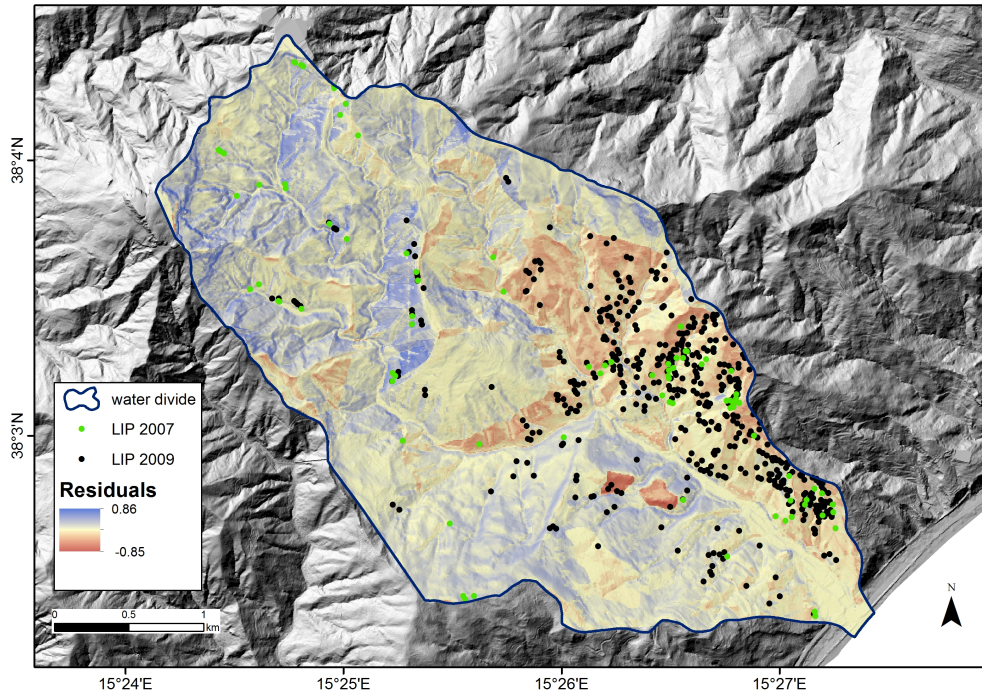 38°4'N
38°3'N
water divide
LIP 2007
LIP 2009
Residuals
0.86
-0.85
0 0.5 1
km
N
15°24'E 15°25'E 15°26'E 15°27'E